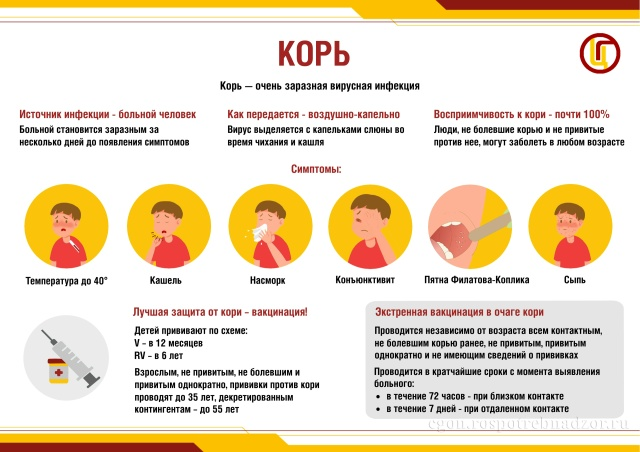 КОРЬ
Корь — очень заразная вирусная инфекция
Источник инфекции - больной человек
Больной становится заразным за
несколько дней до появления симптомов
Как передается - воздушно-капельно
Вирус выделяется с капельками слюны во
время чихания и кашля
Восприимчивость к кори - почти 100%
Люди, не болевшие корью и не привитые
против нее, могут заболеть в любом возрасте
Симптомы:
Температура до 40°
Кашель
Насморк
Конъюнктивит
Пятна Филатова-Коплика
Сыпь
Лучшая защита от кори - вакцинация!
Детей прививают по схеме:
V - в 12 месяцев
RV - в 6 лет
Взрослым, не привитым, не болевшим и
привитым однократно, прививки против кори
проводят до 35 лет, декретированным
контингентам - до 55 лет
Экстренная вакцинация в очаге кори
Проводится независимо от возраста всем контактным,
не болевшим корью ранее, не привитым, привитым
однократно и не имеющим сведений о прививках
Проводится в кратчайшие сроки с момента выявления
больного:
• в течение 72 часов - при близком контакте
• в течение 7 дней - при отдаленном контакте
cgon.rospotrebnadzor.ru